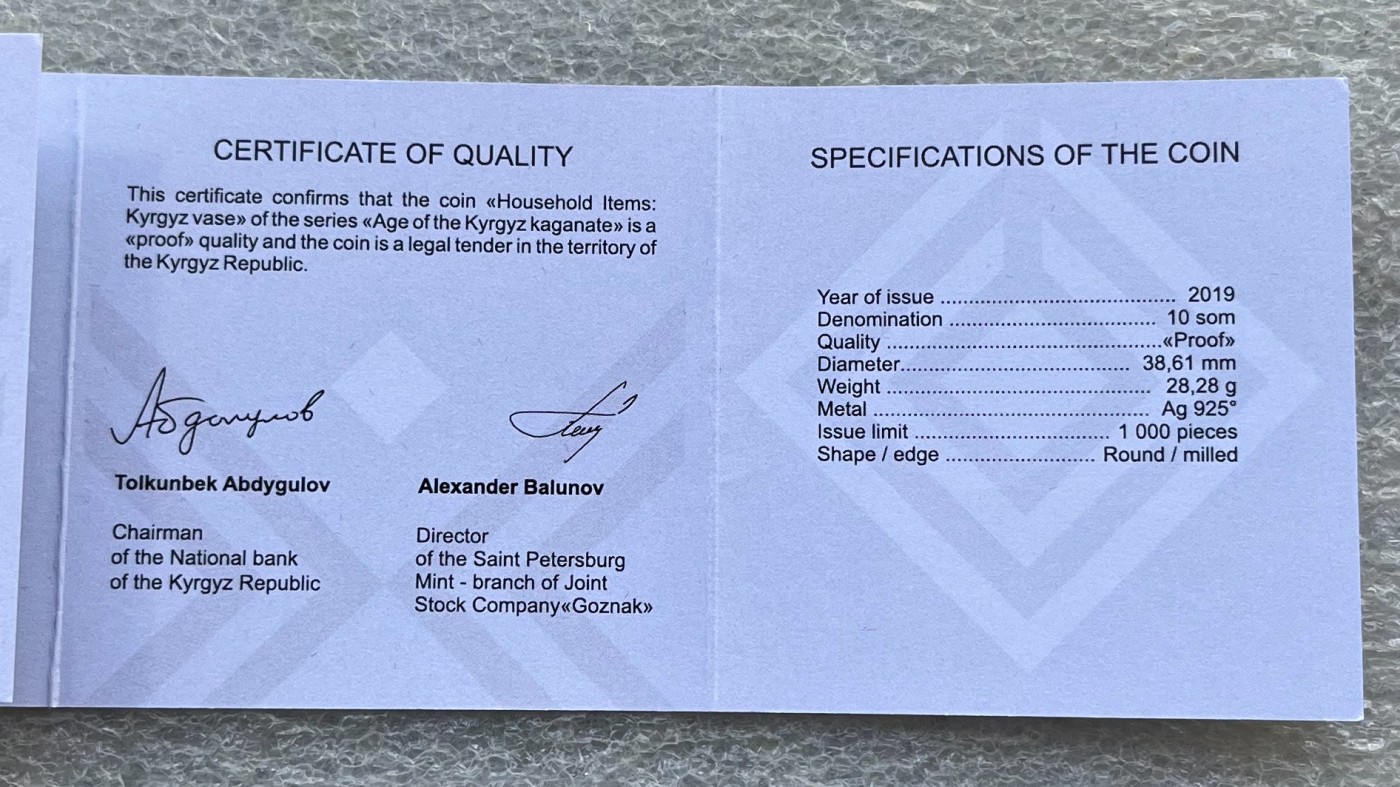 CERTIFICATE OF QUALITY
This certificate confirms that the coin «Household Items:
Kyrgyz vase» of the series «Age of the Kyrgyz kaganate» is a
«proof» quality and the coin is a legal tender in the territory of
the Kyrgyz Republic.
Абдыгулов
Tolkunbek Abdygulov
Chairman
of the National bank
of the Kyrgyz Republic
Alexander Balunov
Director
of the Saint Petersburg
Mint - branch of Joint
Stock Company«Goznak»
SPECIFICATIONS OF THE COIN
Year of issue ........................................ 2019
Denomination .................................... 10 som
Quality ................................................«Proof»
Diameter........................................ 38,61 mm
Weight .............................................. 28,28 g
Metal ................................................ Ag 925°
Issue limit .................................. 1 000 pieces
Shape / edge .......................... Round / milled